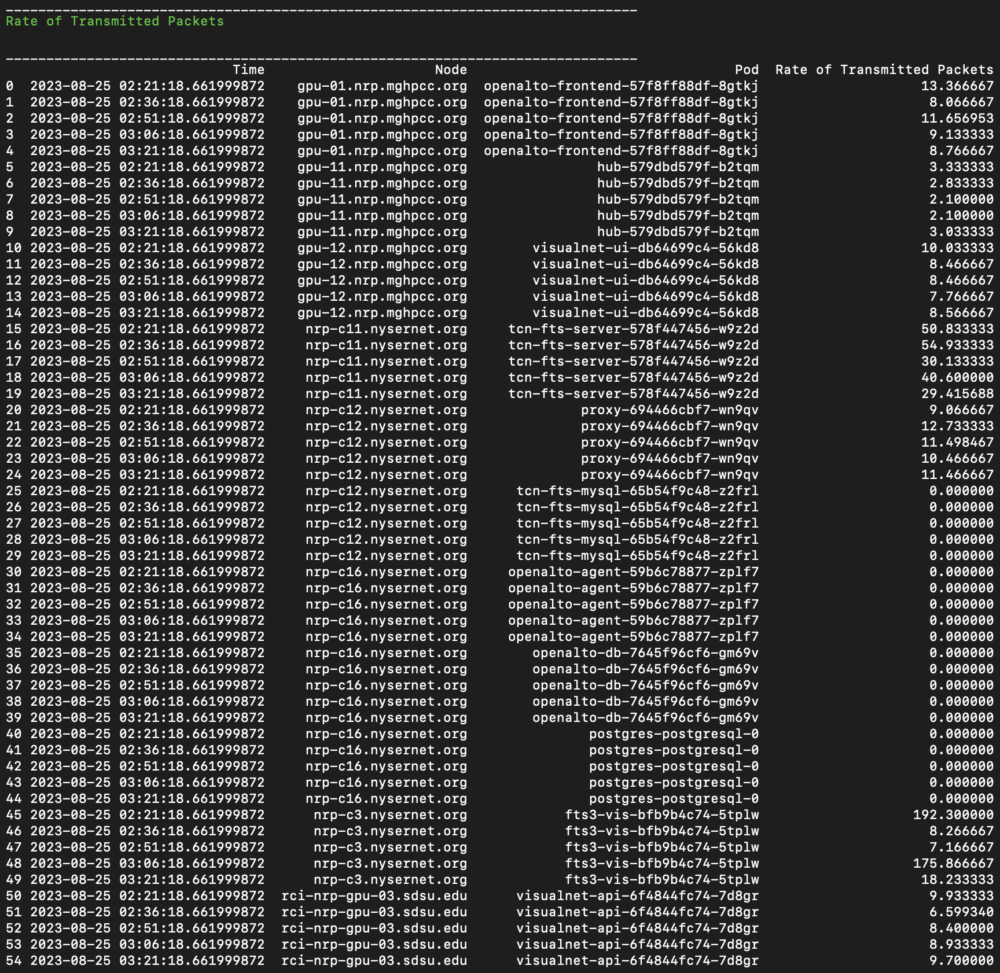 Rate of Transmitted Packets
Time Node Pod Rate of Transmitted Packets
0 2023-08-25 02:21:18.661999872 gpu-01.nrp.mghpcc.org openalto-frontend-57f8ff88df-8gtkj 13.366667
1 2023-08-25 02:36:18.661999872 gpu-01.nrp.mghpcc.org openalto-frontend-57f8ff88df-8gtkj 8.066667
2 2023-08-25 02:51:18.661999872 gpu-01.nrp.mghpcc.org openalto-frontend-57f8ff88df-8gtkj 11.656953
3 2023-08-25 03:06:18.661999872 gpu-01.nrp.mghpcc.org openalto-frontend-57f8ff88df-8gtkj 9.133333
4 2023-08-25 03:21:18.661999872 gpu-01.nrp.mghpcc.org openalto-frontend-57f8ff88df-8gtkj 8.766667
5 2023-08-25 02:21:18.661999872 gpu-11.nrp.mghpcc.org hub-579dbd579f-b2tqm 3.333333
6 2023-08-25 02:36:18.661999872 gpu-11.nrp.mghpcc.org hub-579dbd579f-b2tqm 2.833333
7 2023-08-25 02:51:18.661999872 gpu-11.nrp.mghpcc.org hub-579dbd579f-b2tqm 2.100000
8 2023-08-25 03:06:18.661999872 gpu-11.nrp.mghpcc.org hub-579dbd579f-b2tqm 2.100000
9 2023-08-25 03:21:18.661999872 gpu-11.nrp.mghpcc.org hub-579dbd579f-b2tqm 3.033333
10 2023-08-25 02:21:18.661999872 gpu-12.nrp.mghpcc.org visualnet-ui-db64699c4-56kd8 10.033333
11 2023-08-25 02:36:18.661999872 gpu-12.nrp.mghpcc.org visualnet-ui-db64699c4-56kd8 8.466667
12 2023-08-25 02:51:18.661999872 gpu-12.nrp.mghpcc.org visualnet-ui-db64699c4-56kd8 8.466667
13 2023-08-25 03:06:18.661999872 gpu-12.nrp.mghpcc.org visualnet-ui-db64699c4-56kd8 7.766667
14 2023-08-25 03:21:18.661999872 gpu-12.nrp.mghpcc.org visualnet-ui-db64699c4-56kd8 8.566667
15 2023-08-25 02:21:18.661999872 nrp-c11.nysernet.org tcn-fts-server-578f447456-w9z2d 50.833333
16 2023-08-25 02:36:18.661999872 nrp-c11.nysernet.org tcn-fts-server-578f447456-w9z2d 54.933333
17 2023-08-25 02:51:18.661999872 nrp-c11.nysernet.org tcn-fts-server-578f447456-w9z2d 30.133333
18 2023-08-25 03:06:18.661999872 nrp-c11.nysernet.org tcn-fts-server-578f447456-w9z2d 40.600000
19 2023-08-25 03:21:18.661999872 nrp-c11.nysernet.org tcn-fts-server-578f447456-w9z2d 29.415688
20 2023-08-25 02:21:18.661999872 nrp-c12.nysernet.org proxy-694466cbf7-wn9qv 9.066667
21 2023-08-25 02:36:18.661999872 nrp-c12.nysernet.org proxy-694466cbf7-wn9qv 12.733333
22 2023-08-25 02:51:18.661999872 nrp-c12.nysernet.org proxy-694466cbf7-wn9qv 11.498467
23 2023-08-25 03:06:18.661999872 nrp-c12.nysernet.org proxy-694466cbf7-wn9qv 10.466667
24 2023-08-25 03:21:18.661999872 nrp-c12.nysernet.org proxy-694466cbf7-wn9qv 11.466667
25 2023-08-25 02:21:18.661999872 nrp-c12.nysernet.org tcn-fts-mysql-65b54f9c48-z2frl 0.000000
26 2023-08-25 02:36:18.661999872 nrp-c12.nysernet.org tcn-fts-mysql-65b54f9c48-z2frl 0.000000
27 2023-08-25 02:51:18.661999872 nrp-c12.nysernet.org tcn-fts-mysql-65b54f9c48-z2frl 0.000000
28 2023-08-25 03:06:18.661999872 nrp-c12.nysernet.org tcn-fts-mysql-65b54f9c48-z2frl 0.000000
29 2023-08-25 03:21:18.661999872 nrp-c12.nysernet.org tcn-fts-mysql-65b54f9c48-z2frl 0.000000
30 2023-08-25 02:21:18.661999872 nrp-c16.nysernet.org openalto-agent-59b6c78877-zplf7 0.000000
31 2023-08-25 02:36:18.661999872 nrp-c16.nysernet.org openalto-agent-59b6c78877-zplf7 0.000000
32 2023-08-25 02:51:18.661999872 nrp-c16.nysernet.org openalto-agent-59b6c78877-zplf7 0.000000
33 2023-08-25 03:06:18.661999872 nrp-c16.nysernet.org openalto-agent-59b6c78877-zplf7 0.000000
34 2023-08-25 03:21:18.661999872 nrp-c16.nysernet.org openalto-agent-59b6c78877-zplf7 0.000000
35 2023-08-25 02:21:18.661999872 nrp-c16.nysernet.org openalto-db-7645f96cf6-gm69v 0.000000
36 2023-08-25 02:36:18.661999872 nrp-c16.nysernet.org openalto-db-7645f96cf6-gm69v 0.000000
37 2023-08-25 02:51:18.661999872 nrp-c16.nysernet.org openalto-db-7645f96cf6-gm69v 0.000000
38 2023-08-25 03:06:18.661999872 nrp-c16.nysernet.org openalto-db-7645f96cf6-gm69v 0.000000
39 2023-08-25 03:21:18.661999872 nrp-c16.nysernet.org openalto-db-7645f96cf6-gm69v 0.000000
40 2023-08-25 02:21:18.661999872 nrp-c16.nysernet.org postgres-postgresql-0 0.000000
41 2023-08-25 02:36:18.661999872 nrp-c16.nysernet.org postgres-postgresql-0 0.000000
42 2023-08-25 02:51:18.661999872 nrp-c16.nysernet.org postgres-postgresql-0 0.000000
43 2023-08-25 03:06:18.661999872 nrp-c16.nysernet.org postgres-postgresql-0 0.000000
44 2023-08-25 03:21:18.661999872 nrp-c16.nysernet.org postgres-postgresql-0 0.000000
45 2023-08-25 02:21:18.661999872 nrp-c3.nysernet.org fts3-vis-bfb9b4c74-5tplw 192.300000
46 2023-08-25 02:36:18.661999872 nrp-c3.nysernet.org fts3-vis-bfb9b4c74-5tplw 8.266667
47 2023-08-25 02:51:18.661999872 nrp-c3.nysernet.org fts3-vis-bfb9b4c74-5tplw 7.166667
48 2023-08-25 03:06:18.661999872 nrp-c3.nysernet.org fts3-vis-bfb9b4c74-5tplw 175.866667
49 2023-08-25 03:21:18.661999872 nrp-c3.nysernet.org fts3-vis-bfb9b4c74-5tplw 18.233333
50 2023-08-25 02:21:18.661999872 rci-nrp-gpu-03.sdsu.edu visualnet-api-6f4844fc74-7d8gr 9.933333
51 2023-08-25 02:36:18.661999872 rci-nrp-gpu-03.sdsu.edu visualnet-api-6f4844fc74-7d8gr 6.599340
52 2023-08-25 02:51:18.661999872 rci-nrp-gpu-03.sdsu.edu visualnet-api-6f4844fc74-7d8gr 8.400000
53 2023-08-25 03:06:18.661999872 rci-nrp-gpu-03.sdsu.edu visualnet-api-6f4844fc74-7d8gr 8.933333
54 2023-08-25 03:21:18.661999872 rci-nrp-gpu-03.sdsu.edu visualnet-api-6f4844fc74-7d8gr 9.700000